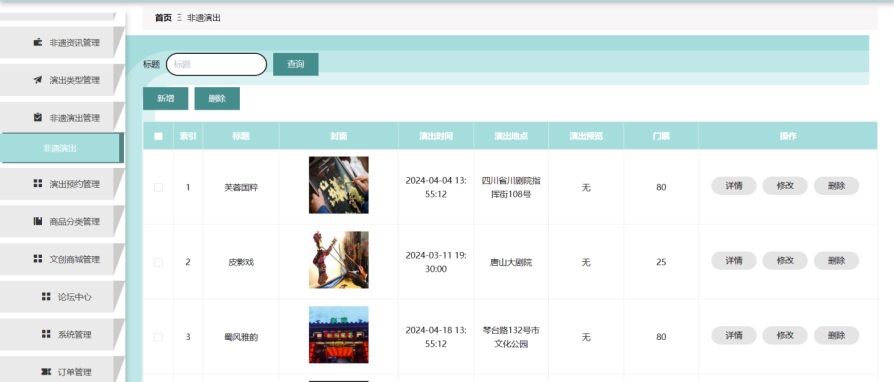 首页 Ξ 非遗演出
非遗资讯管理
演出类型管理
非遗演出管理
非遗演出
演出预约管理
商品分类管理
文创商城管理
论坛中心
系统管理
订单管理
标题 标题 查询
新增 删除
索引 标题 封面 演出时间 演出地点 演出预览 门票 操作
1 芙蓉国粹 2024-04-04 13:55:12 四川省川剧院指挥街108号 无 80 详情 修改 删除
2 皮影戏 2024-03-11 19:30:00 唐山大剧院 无 25 详情 修改 删除
3 蜀风雅韵 2024-04-18 13:55:12 琴台路132号市文化公园 无 80 详情 修改 删除